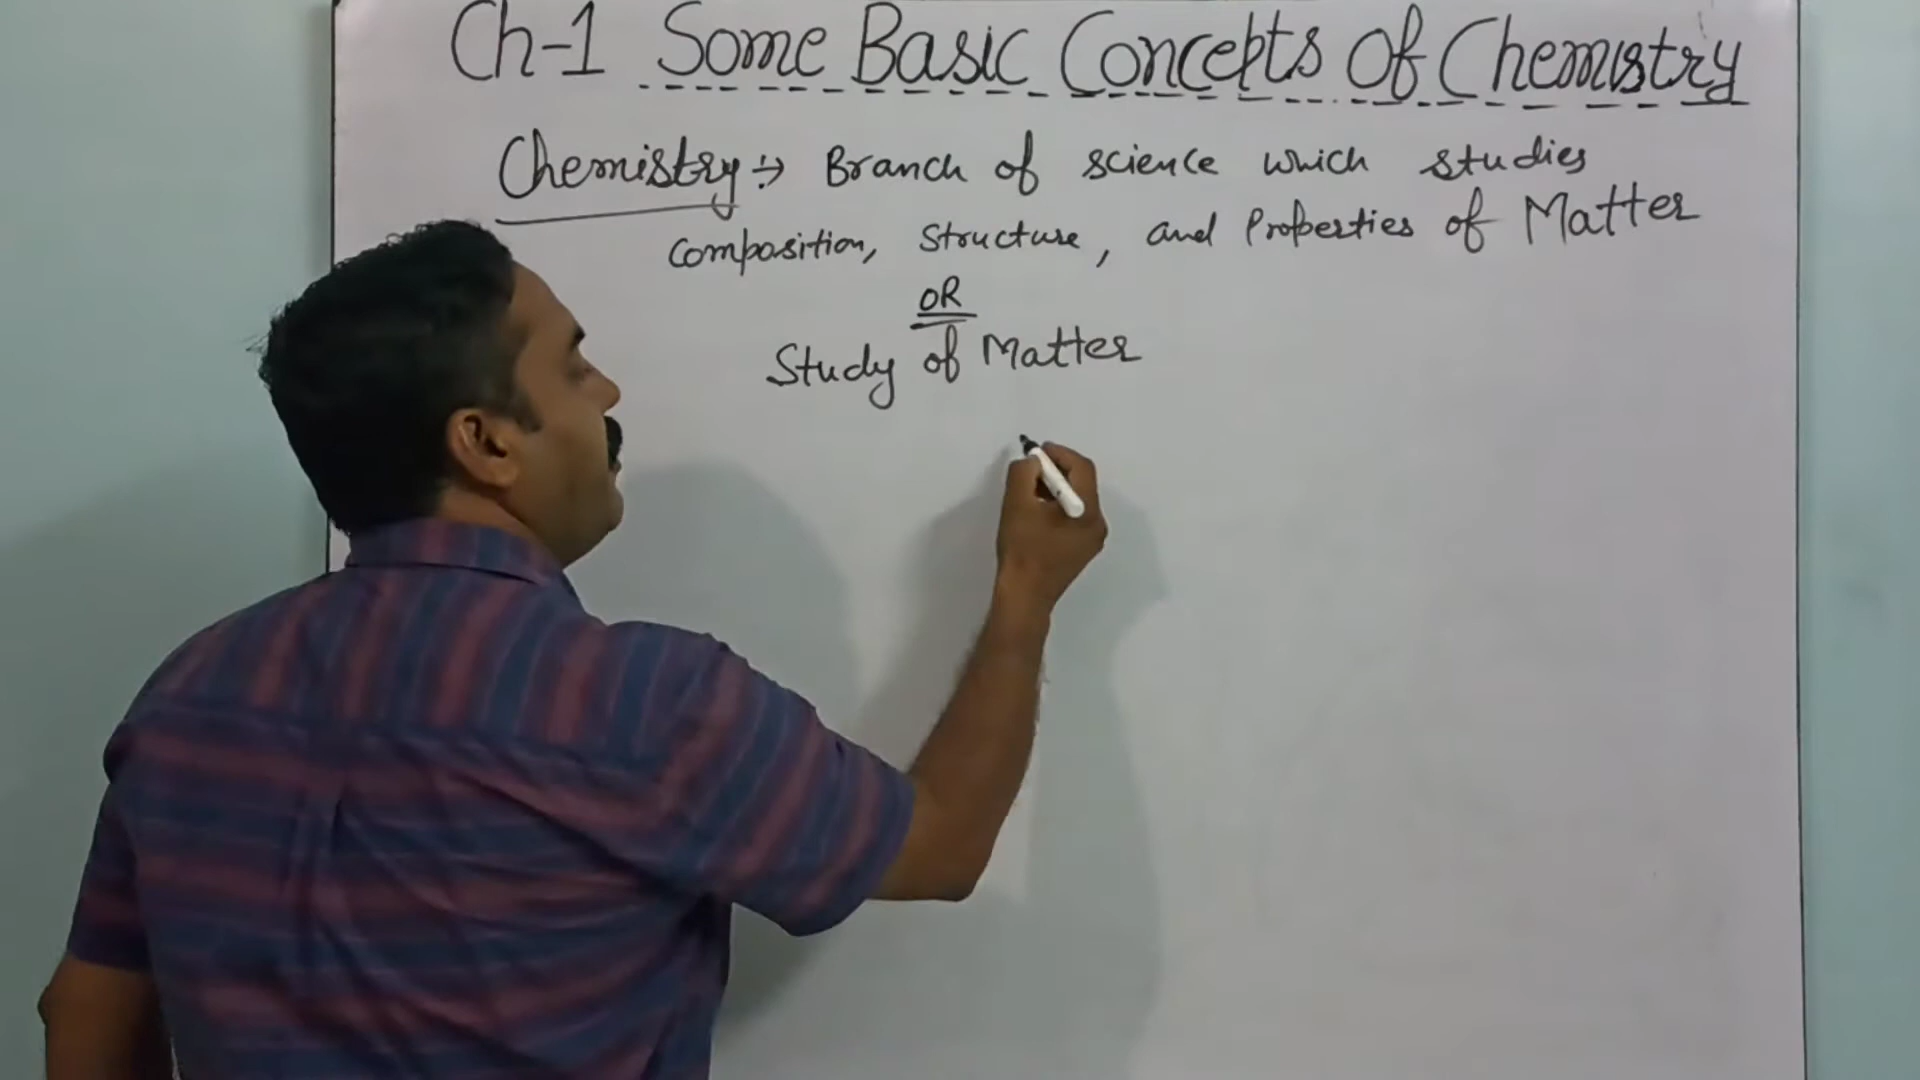 Ch-1 Some Basic Concepts Of Chemistry
Chemistry :→ Branch of science which studies
Composition, Structure, and Properties of Matter
OR
Study of Matter